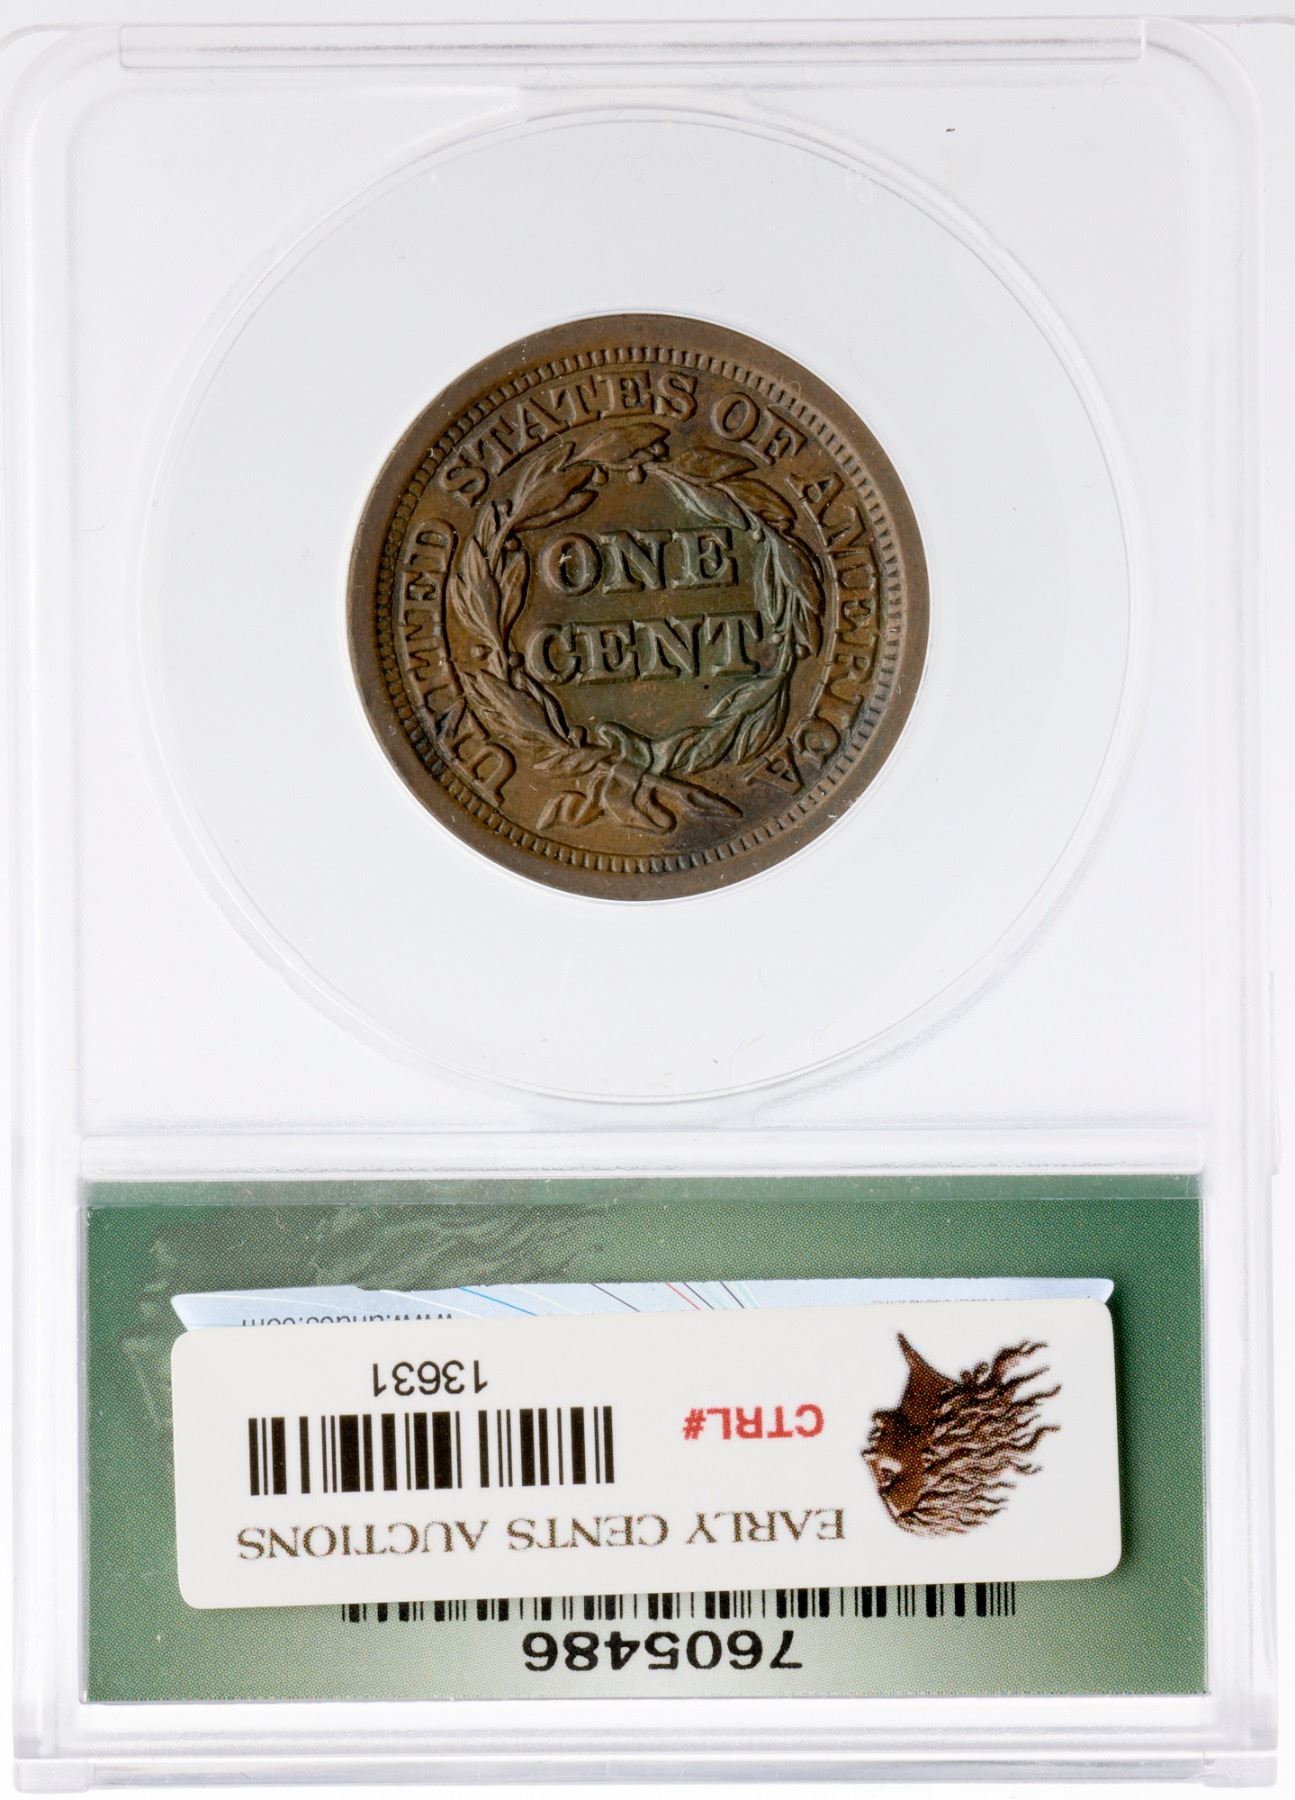 UNITED STATES OF AMERICA
ONE
CENT
7605486
EARLY CENTS AUCTIONS
CTRL#
13631